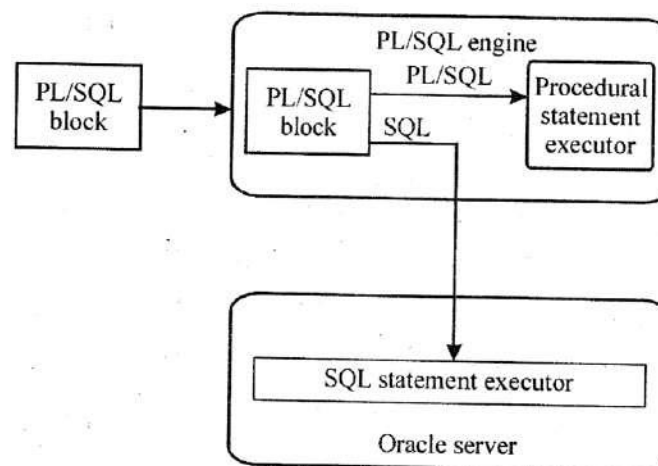 PL/SQL engine
PL/SQL
block
PL/SQL
block
PL/SQL
SQL
Procedural
statement
executor
SQL statement executor
Oracle server